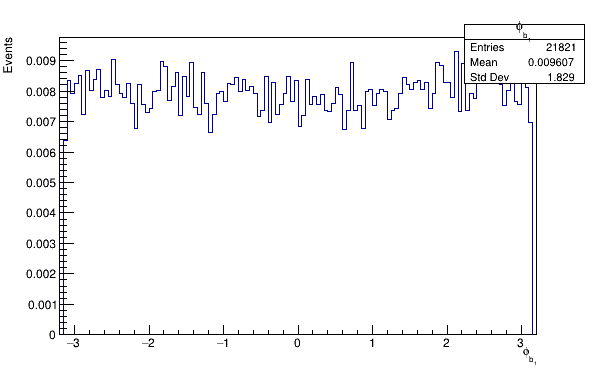 ϕ_b₁
Entries 21821
Mean 0.009607
Std Dev 1.829
Events
0.009
0.008
0.007
0.006
0.005
0.004
0.003
0.002
0.001
0
−3 −2 −1 0 1 2 3
ϕ_b₁